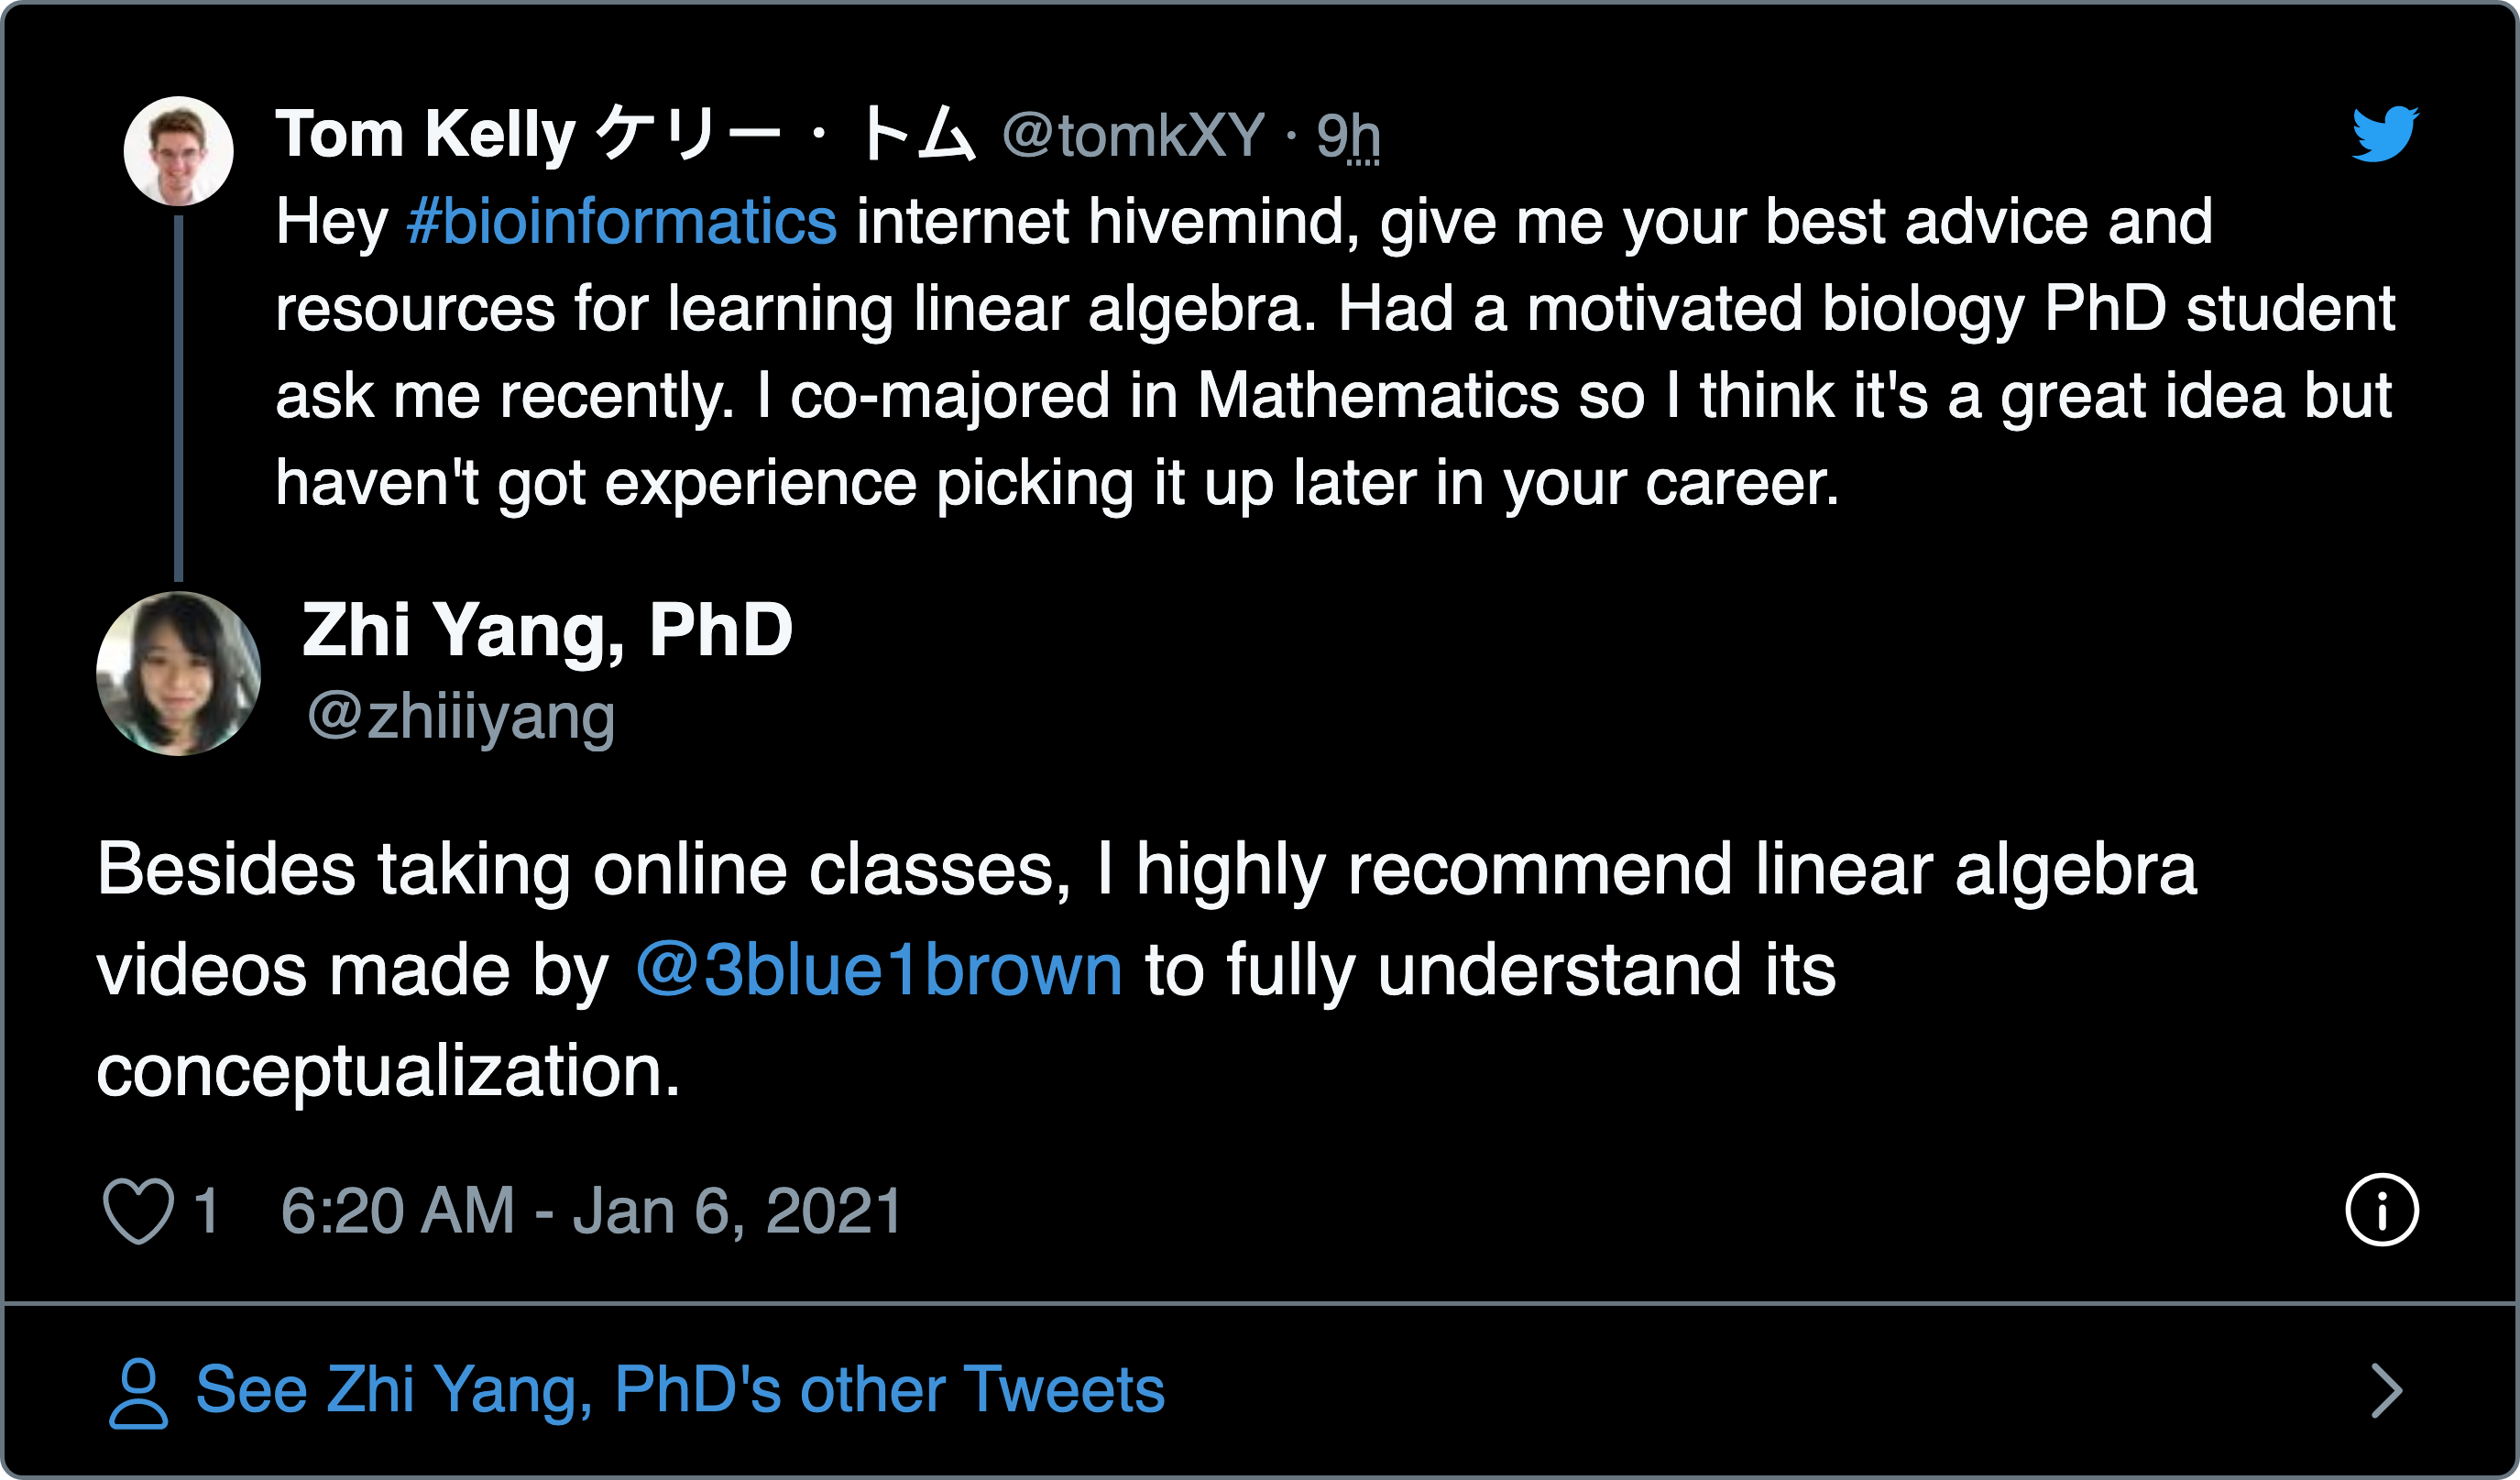 Tom Kelly ケリー・トム @tomkXY · 9h
Hey #bioinformatics internet hivemind, give me your best advice and
resources for learning linear algebra. Had a motivated biology PhD student
ask me recently. I co-majored in Mathematics so I think it's a great idea but
haven't got experience picking it up later in your career.
Zhi Yang, PhD
@zhiiiyang
Besides taking online classes, I highly recommend linear algebra
videos made by @3blue1brown to fully understand its
conceptualization.
1 6:20 AM - Jan 6, 2021
See Zhi Yang, PhD's other Tweets